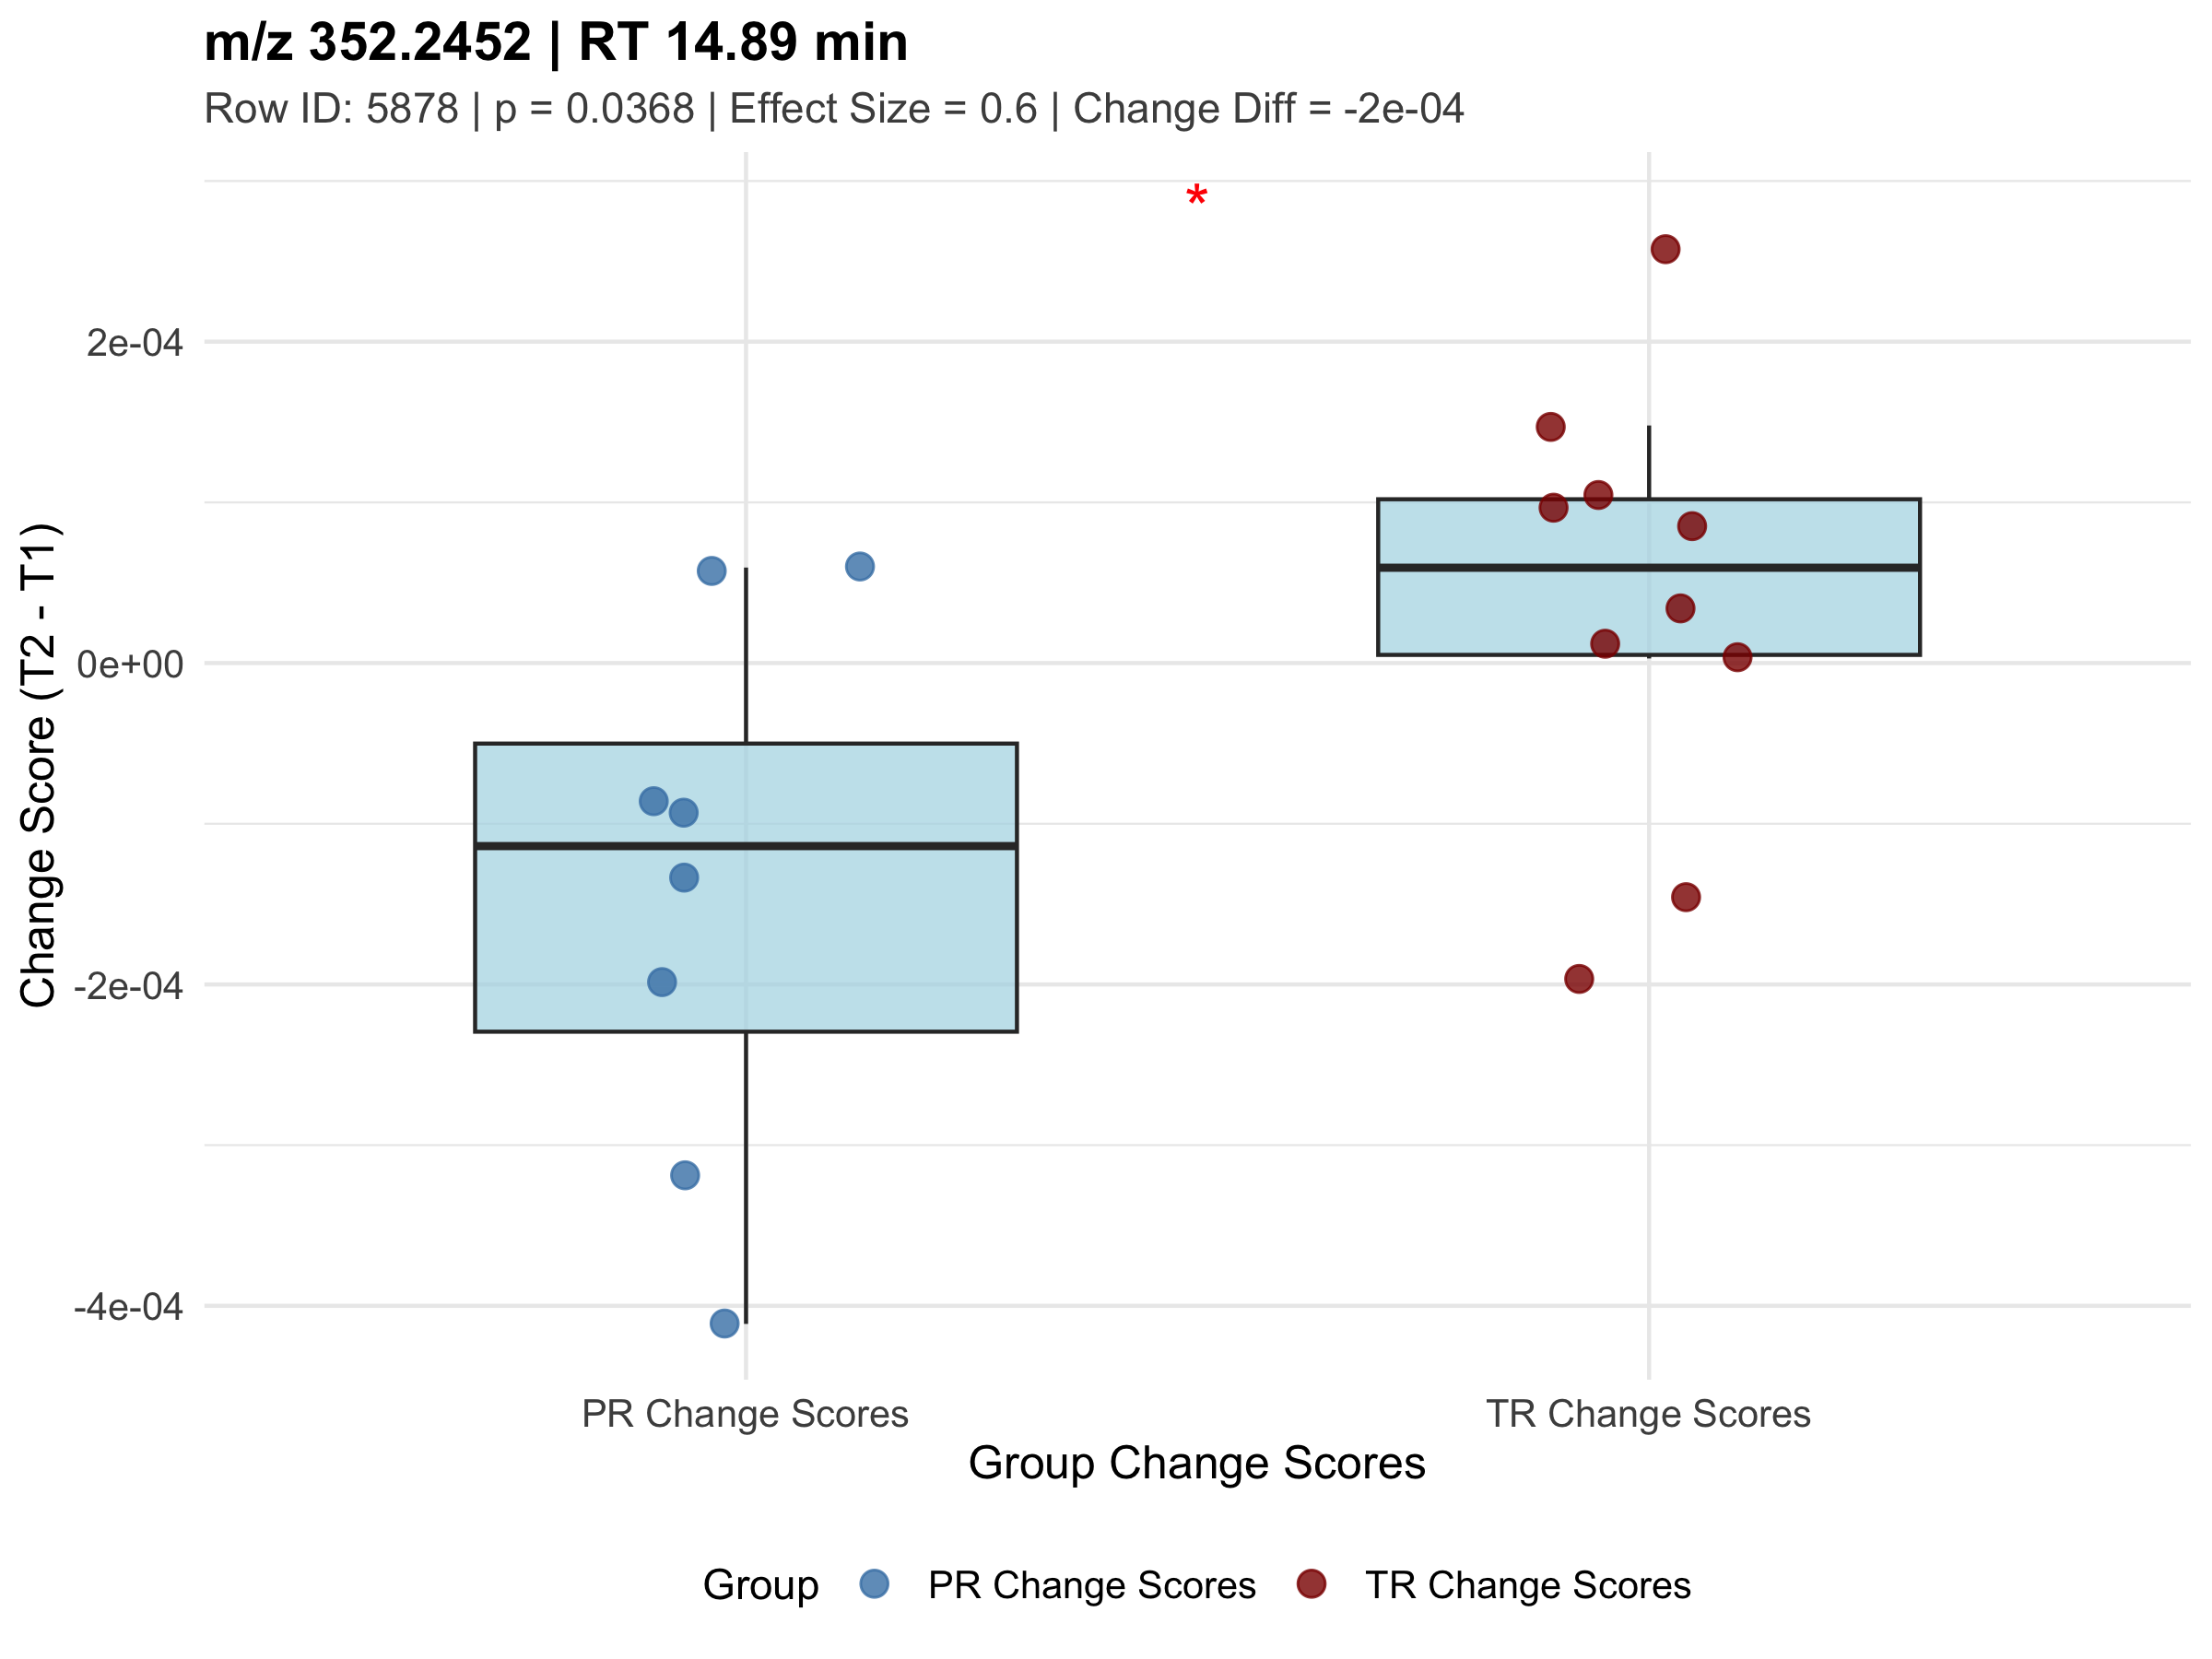 m/z 352.2452 | RT 14.89 min
Row ID: 5878 | p = 0.0368 | Effect Size = 0.6 | Change Diff = -2e-04
*
Change Score (T2 - T1)
2e-04
0e+00
-2e-04
-4e-04
PR Change Scores
TR Change Scores
Group Change Scores
Group
PR Change Scores
TR Change Scores